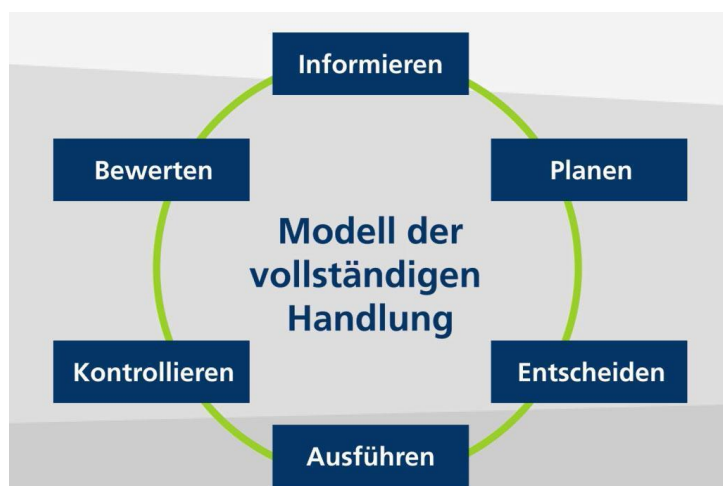 Informieren
Bewerten
Planen
Modell der
vollständigen
Handlung
Kontrollieren
Entscheiden
Ausführen